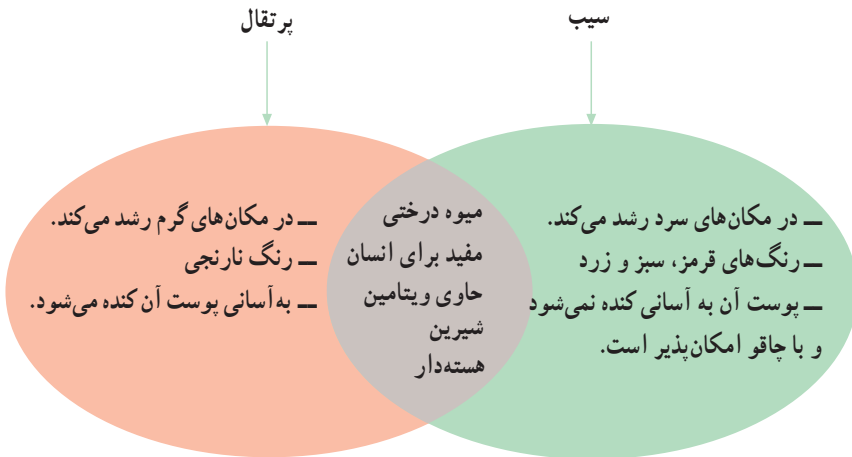 سیب
پرتقال
ــ در مکان‌های سرد رشد می‌کند.
ــ رنگ‌های قرمز، سبز و زرد
ــ پوست آن به آسانی کنده نمی‌شود
و با چاقو امکان‌پذیر است.
میوه درختی
مفید برای انسان
حاوی ویتامین
شیرین
هسته‌دار
ــ در مکان‌های گرم رشد می‌کند.
ــ رنگ نارنجی
ــ به‌آسانی پوست آن کنده می‌شود.